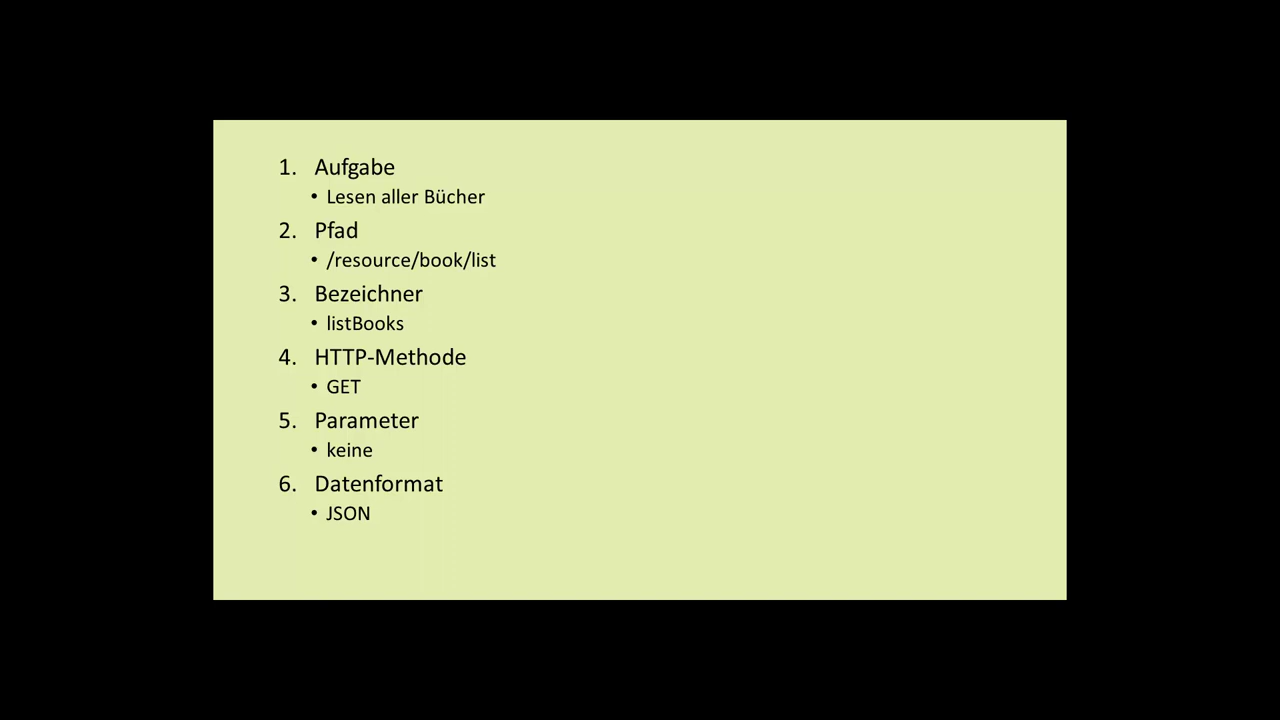 1. Aufgabe
• Lesen aller Bücher
2. Pfad
• /resource/book/list
3. Bezeichner
• listBooks
4. HTTP-Methode
• GET
5. Parameter
• keine
6. Datenformat
• JSON